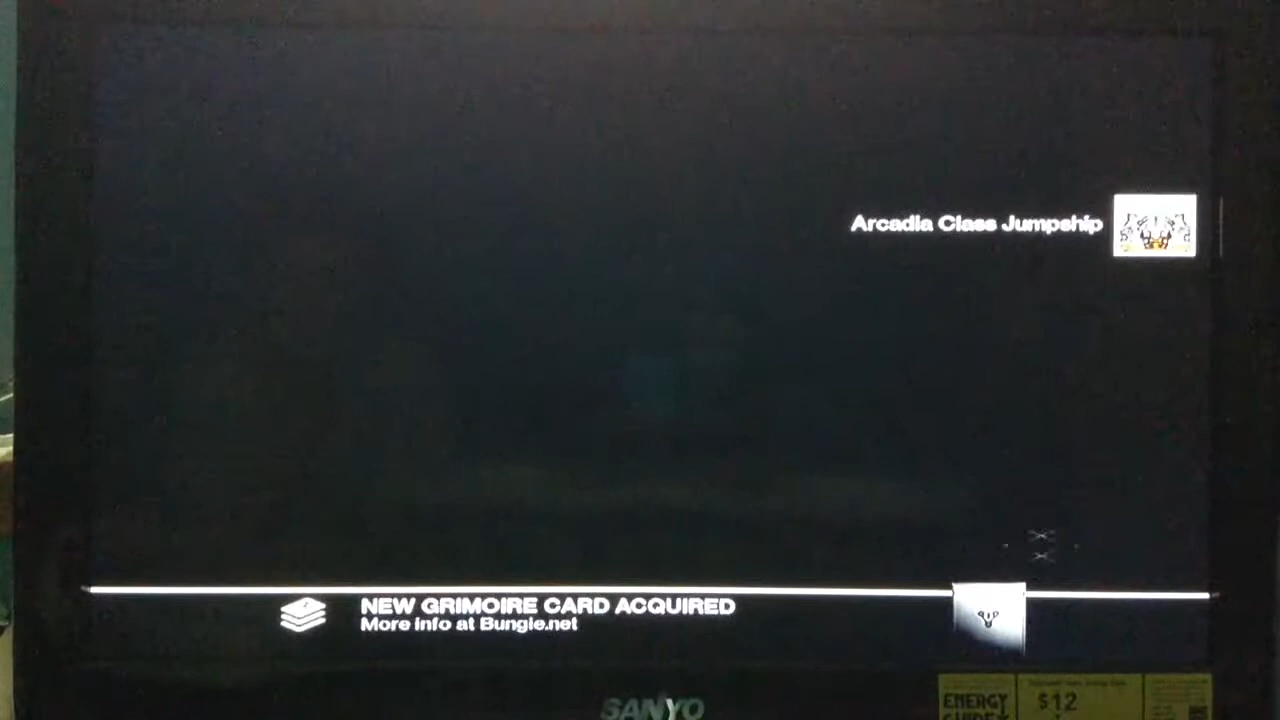 Arcadia Class Jumpship
NEW GRIMOIRE CARD ACQUIRED
More info at Bungie.net
SANYO
ENERGY
$12